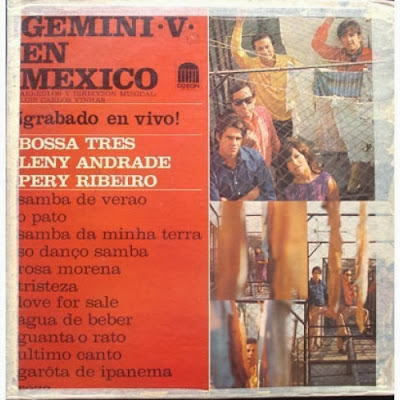 GEMINI·V·
EN
MEXICO
ODEON
ARREGLOS Y DIRECCION MUSICAL:
LUIS CARLOS VINHAS
¡grabado en vivo!
BOSSA TRES
LENY ANDRADE
PERY RIBEIRO
samba de verao
o pato
samba da minha terra
so danço samba
rosa morena
tristeza
love for sale
agua de beber
guanta o rato
ultimo canto
garôta de ipanema